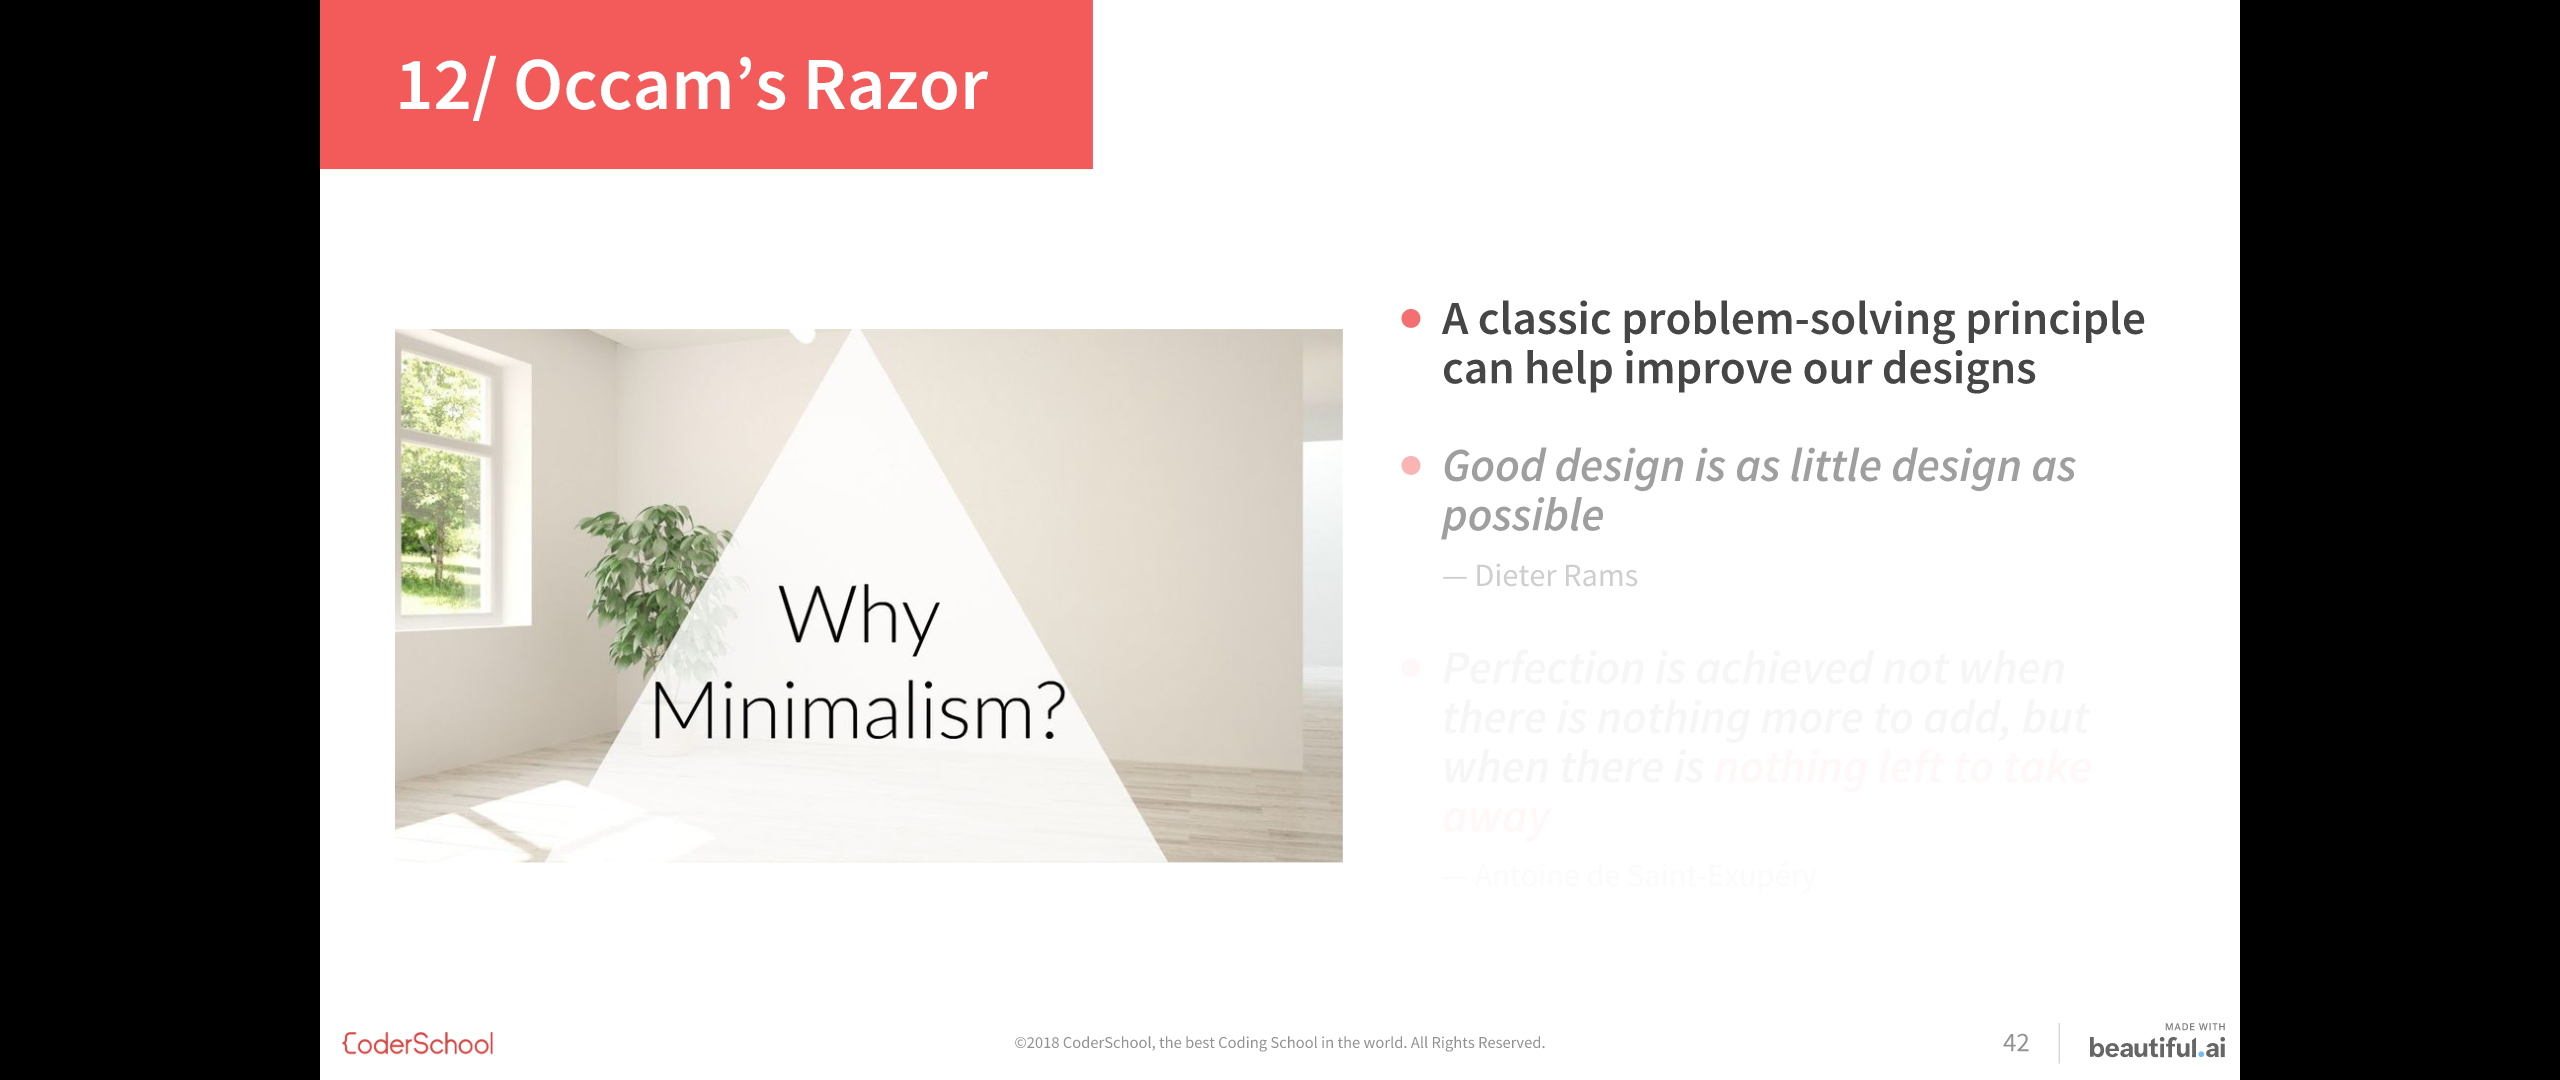 12/ Occam’s Razor
Why
Minimalism?
A classic problem-solving principle
can help improve our designs
Good design is as little design as
possible
— Dieter Rams
Perfection is achieved not when
there is nothing more to add, but
when there is nothing left to take
away
— Antoine de Saint-Exupéry
CoderSchool
©2018 CoderSchool, the best Coding School in the world. All Rights Reserved.
42
MADE WITH
beautiful.ai